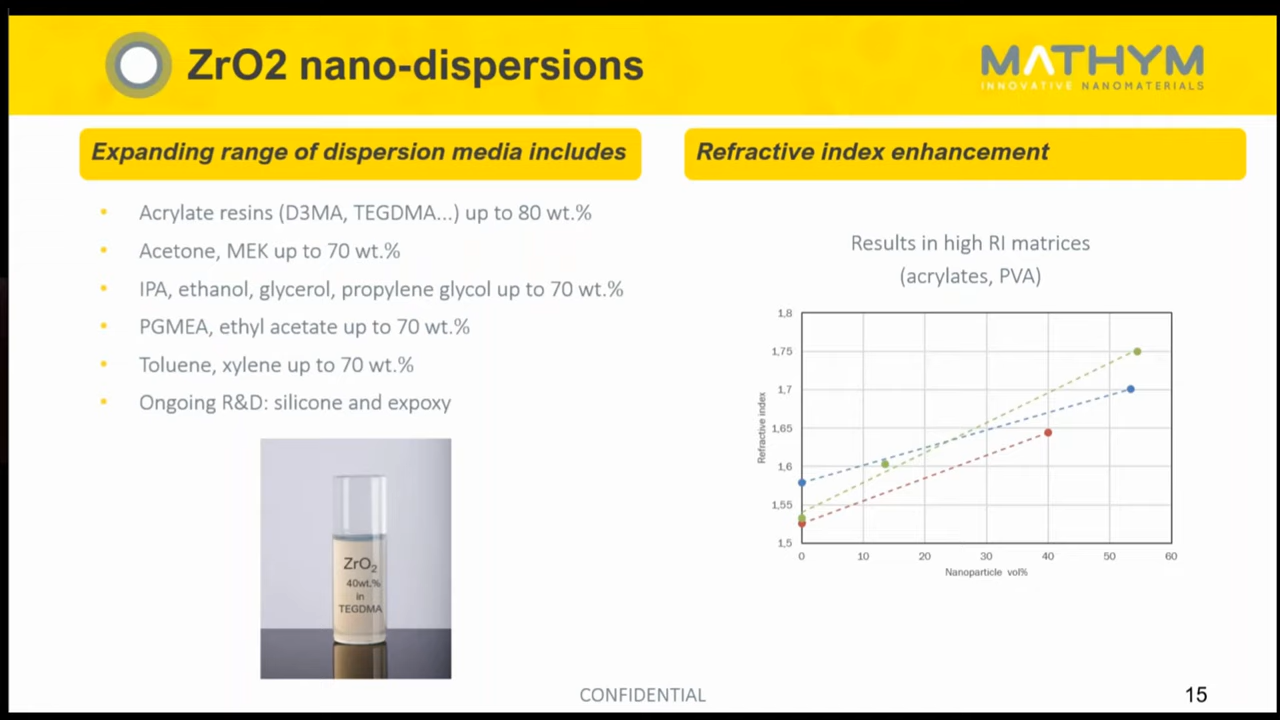 ZrO2 nano-dispersions
MATHYM
INNOVATIVE NANOMATERIALS
Expanding range of dispersion media includes
Acrylate resins (D3MA, TEGDMA...) up to 80 wt.%
Acetone, MEK up to 70 wt.%
IPA, ethanol, glycerol, propylene glycol up to 70 wt.%
PGMEA, ethyl acetate up to 70 wt.%
Toluene, xylene up to 70 wt.%
Ongoing R&D: silicone and expoxy
ZrO₂
40wt.%
in
TEGDMA
Refractive index enhancement
Results in high RI matrices
(acrylates, PVA)
1,8
1,75
1,7
1,65
1,6
1,55
1,5
Refractive index
0 10 20 30 40 50 60
Nanoparticle vol%
CONFIDENTIAL
15